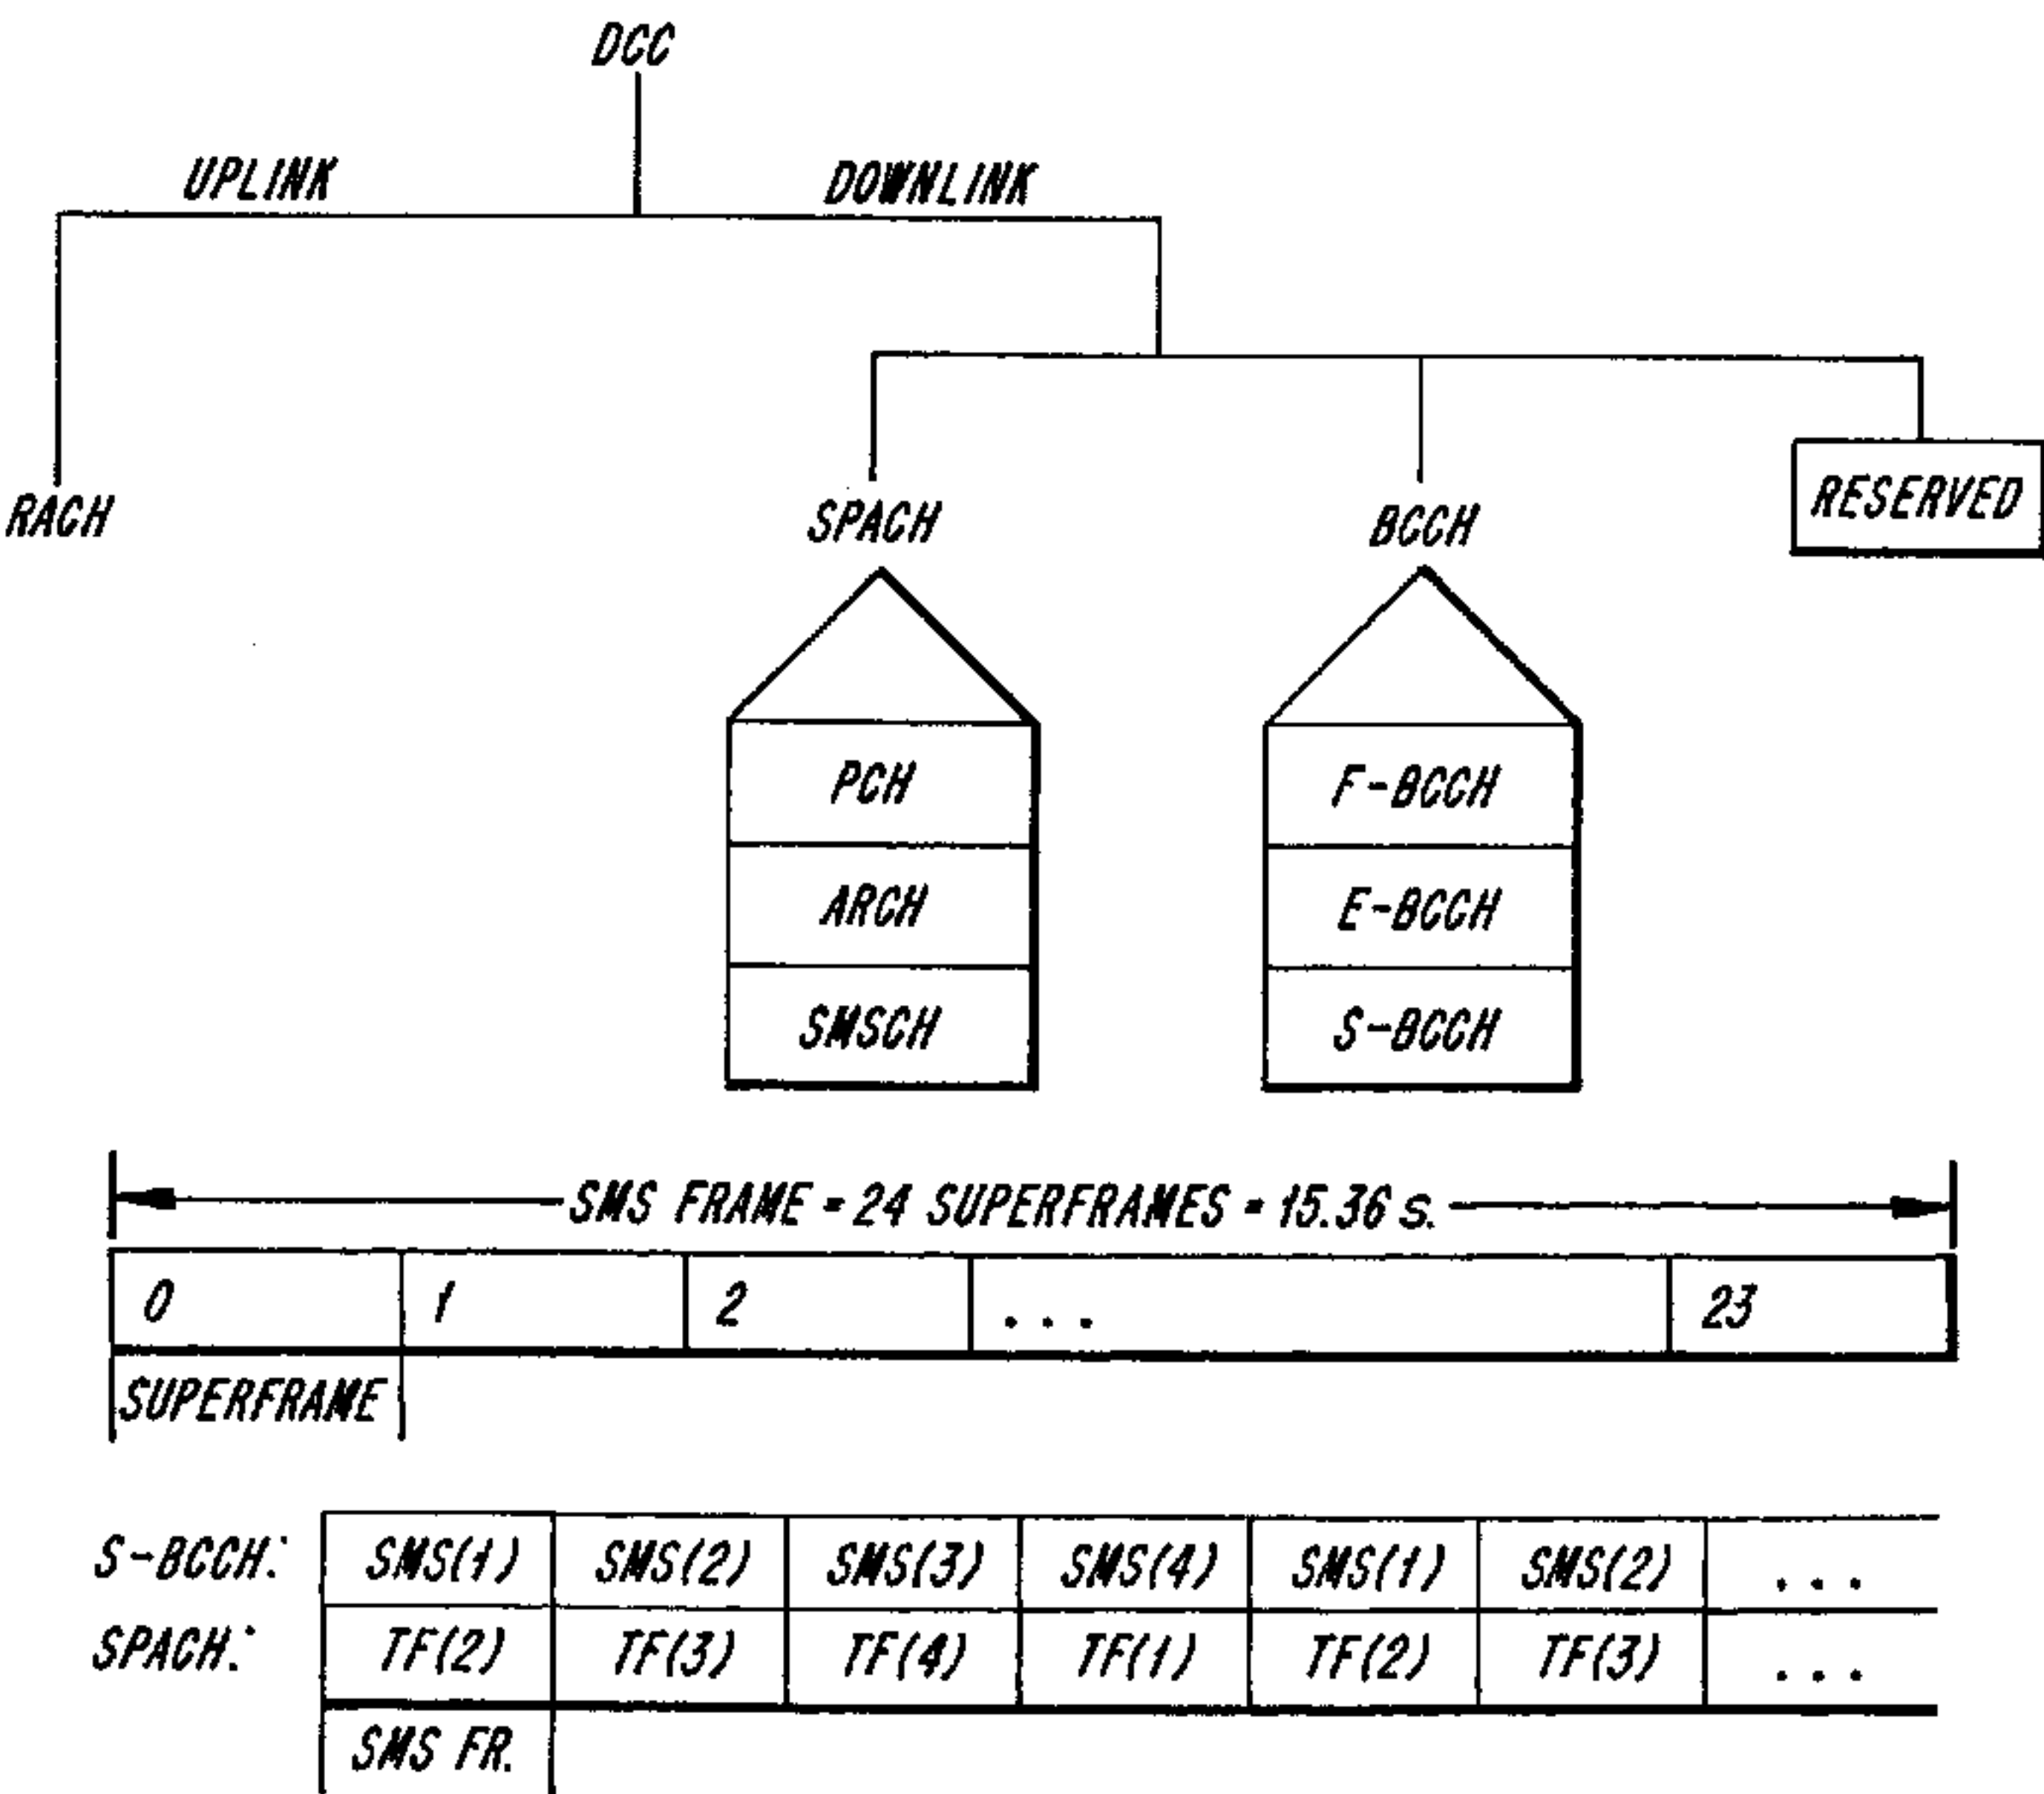 DCC
UPLINK DOWNLINK
RACH SPACH BCCH RESERVED
PCH F-BCCH
ARCH E-BCCH
SMSCH S-BCCH
SMS FRAME = 24 SUPERFRAMES = 15.36 s.
0 1 2 ... 23
SUPERFRAME
S-BCCH: SMS(1) SMS(2) SMS(3) SMS(4) SMS(1) SMS(2) ...
SPACH: TF(2) TF(3) TF(4) TF(1) TF(2) TF(3) ...
SMS FR.